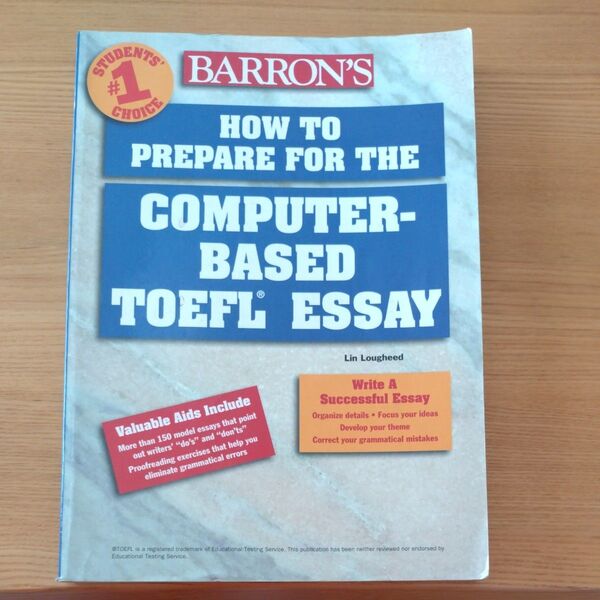 STUDENTS'
#1
CHOICE
BARRON'S
HOW TO
PREPARE FOR THE
COMPUTER-
BASED
TOEFL® ESSAY
Lin Lougheed
Valuable Aids Include
More than 150 model essays that point
out writers' "do's" and "don'ts"
Proofreading exercises that help you
eliminate grammatical errors
Write A
Successful Essay
Organize details • Focus your ideas
Develop your theme
Correct your grammatical mistakes
®TOEFL is a registered trademark of Educational Testing Service. This publication has been neither reviewed nor endorsed by
Educational Testing Service.